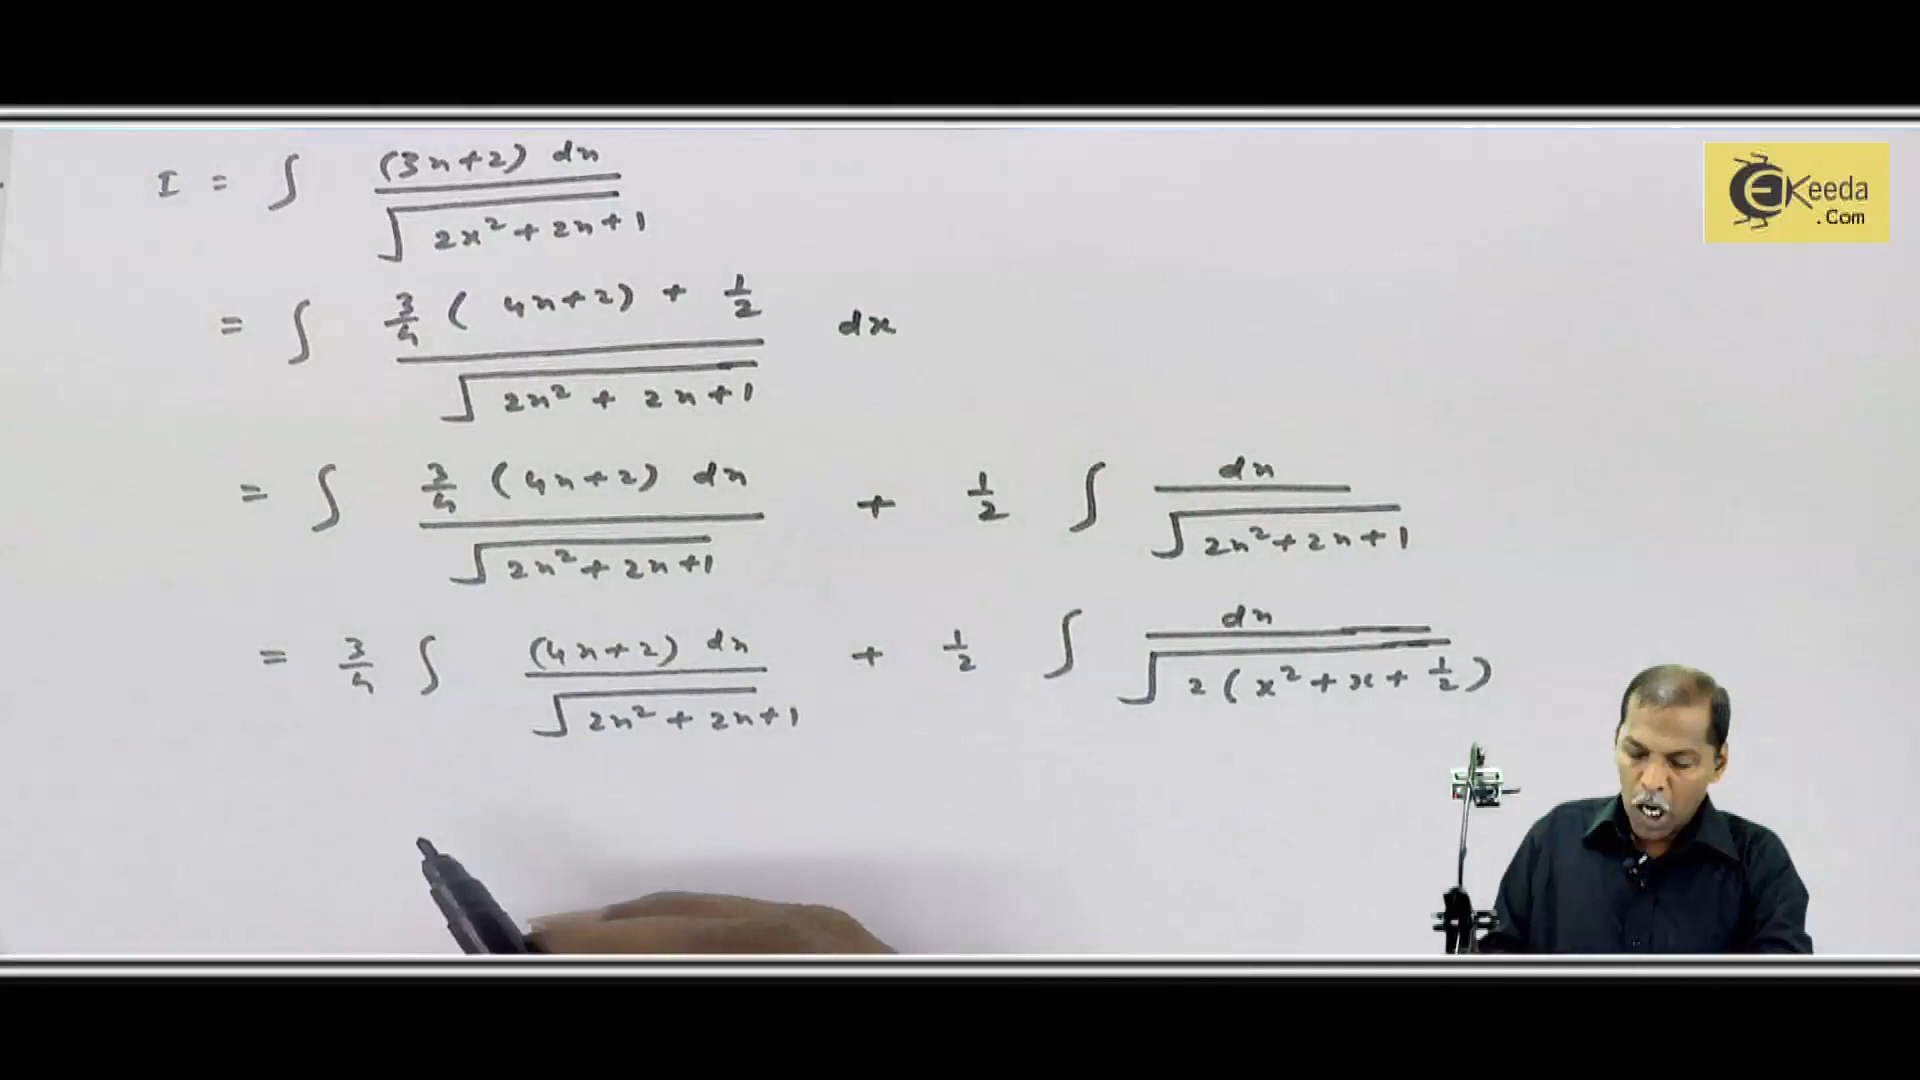 I = ∫ (3x+2) dx / √(2x² + 2x + 1)
= ∫ (3/4 (4x+2) + 1/2) / √(2x² + 2x + 1) dx
= ∫ 3/4 (4x+2) dx / √(2x² + 2x + 1) + 1/2 ∫ dx / √(2x² + 2x + 1)
= 3/4 ∫ (4x+2) dx / √(2x² + 2x + 1) + 1/2 ∫ dx / √(2(x² + x + 1/2))
eKeeda
.Com